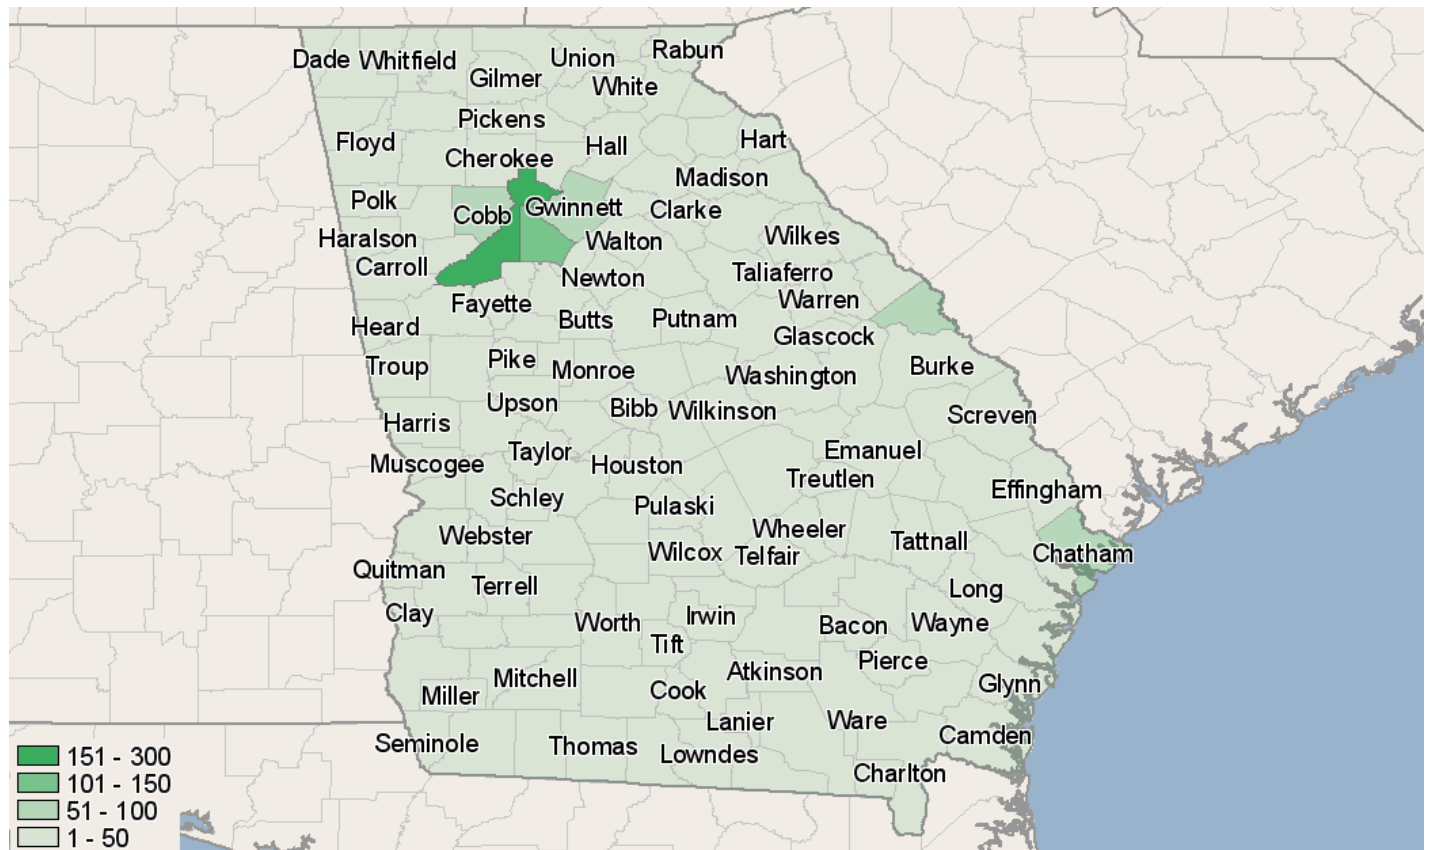 Rabun
Dade Whitfield
Union
Gilmer
White
Pickens
Floyd
Hall
Hart
Cherokee
Madison
Polk
Cobb
Gwinnett
Clarke
Haralson
Walton
Wilkes
Carroll
Newton
Taliaferro
Fayette
Warren
Heard
Butts
Putnam
Glascock
Troup
Pike
Monroe
Washington
Burke
Upson
Bibb
Wilkinson
Harris
Screven
Muscogee
Taylor
Houston
Emanuel
Treutlen
Schley
Pulaski
Effingham
Webster
Wheeler
Wilcox
Telfair
Tattnall
Chatham
Quitman
Terrell
Long
Clay
Worth
Irwin
Bacon
Wayne
Tift
Mitchell
Atkinson
Pierce
Miller
Cook
Glynn
Lanier
Ware
Seminole
Thomas
Lowndes
Camden
Charlton
151 - 300
101 - 150
51 - 100
1 - 50